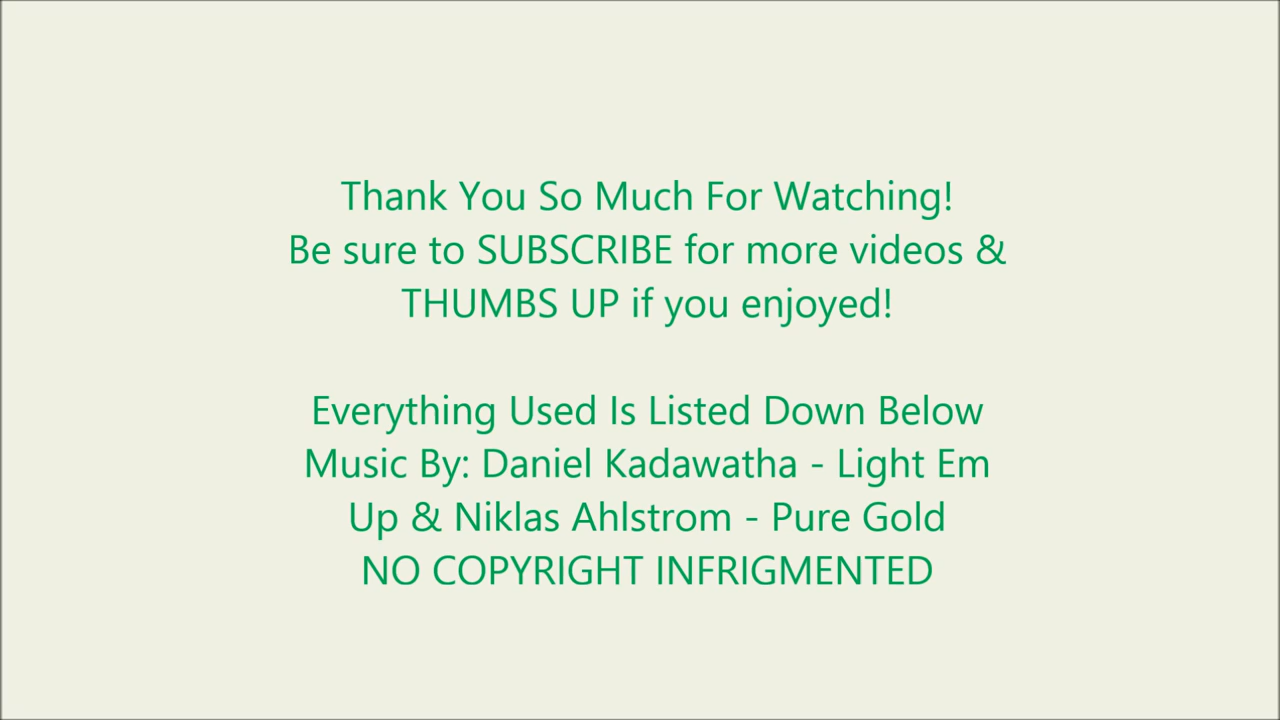 Thank You So Much For Watching!
Be sure to SUBSCRIBE for more videos &
THUMBS UP if you enjoyed!
Everything Used Is Listed Down Below
Music By: Daniel Kadawatha - Light Em
Up & Niklas Ahlstrom - Pure Gold
NO COPYRIGHT INFRIGMENTED